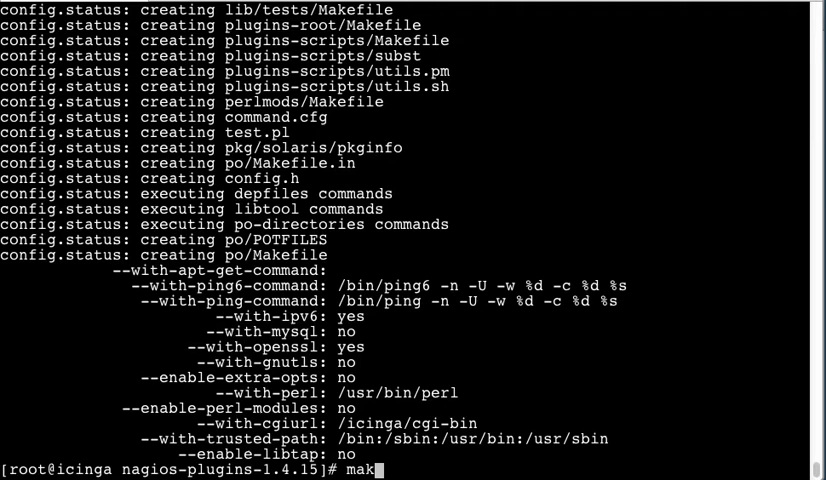 config.status: creating lib/tests/Makefile
config.status: creating plugins-root/Makefile
config.status: creating plugins-scripts/Makefile
config.status: creating plugins-scripts/subst
config.status: creating plugins-scripts/utils.pm
config.status: creating plugins-scripts/utils.sh
config.status: creating perlmods/Makefile
config.status: creating command.cfg
config.status: creating test.pl
config.status: creating pkg/solaris/pkginfo
config.status: creating po/Makefile.in
config.status: creating config.h
config.status: executing depfiles commands
config.status: executing libtool commands
config.status: executing po-directories commands
config.status: creating po/POTFILES
config.status: creating po/Makefile
--with-apt-get-command:
--with-ping6-command: /bin/ping6 -n -U -w %d -c %d %s
--with-ping-command: /bin/ping -n -U -w %d -c %d %s
--with-ipv6: yes
--with-mysql: no
--with-openssl: yes
--with-gnutls: no
--enable-extra-opts: no
--with-perl: /usr/bin/perl
--enable-perl-modules: no
--with-cgiurl: /icinga/cgi-bin
--with-trusted-path: /bin:/sbin:/usr/bin:/usr/sbin
--enable-libtap: no
[root@icinga nagios-plugins-1.4.15]# mak